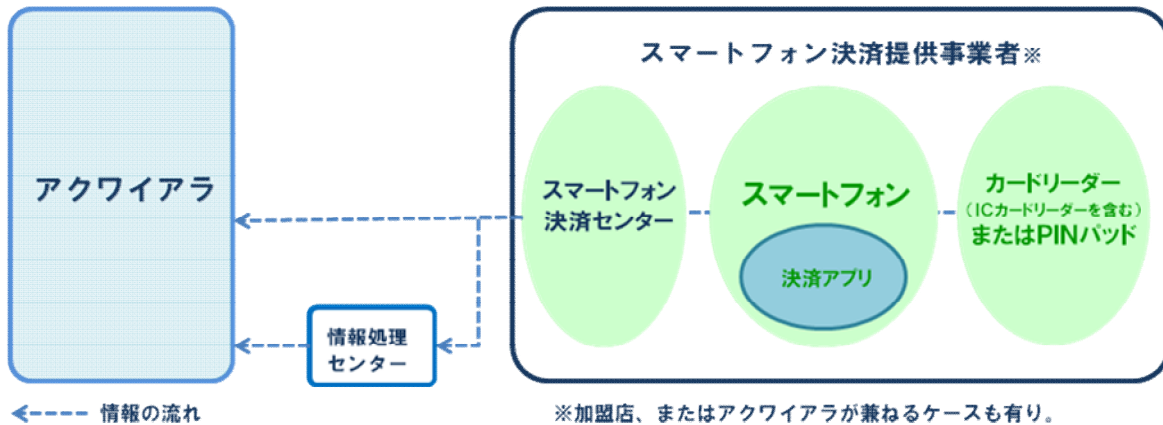 スマートフォン決済提供事業者※
アクワイアラ
スマートフォン
決済センター
スマートフォン
決済アプリ
カードリーダー
(ICカードリーダーを含む)
またはPINパッド
情報処理
センター
情報の流れ
※加盟店、またはアクワイアラが兼ねるケースも有り。